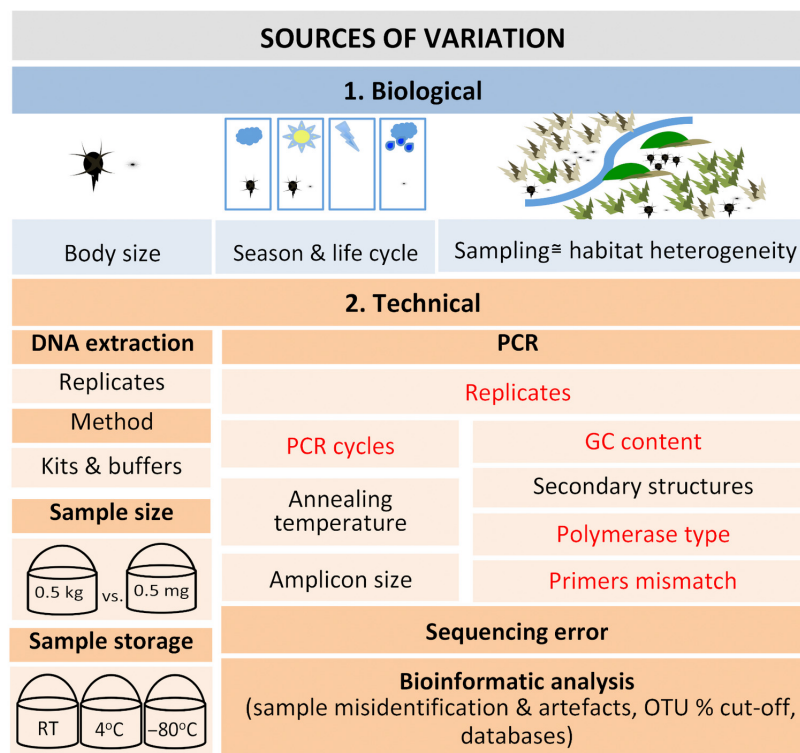 SOURCES OF VARIATION
1. Biological
Body size
Season & life cycle
Sampling≅ habitat heterogeneity
2. Technical
DNA extraction
Replicates
Method
Kits & buffers
Sample size
0.5 kg vs. 0.5 mg
Sample storage
RT 4°C –80°C
PCR
Replicates
PCR cycles
Annealing
temperature
Amplicon size
GC content
Secondary structures
Polymerase type
Primers mismatch
Sequencing error
Bioinformatic analysis
(sample misidentification & artefacts, OTU % cut-off,
databases)